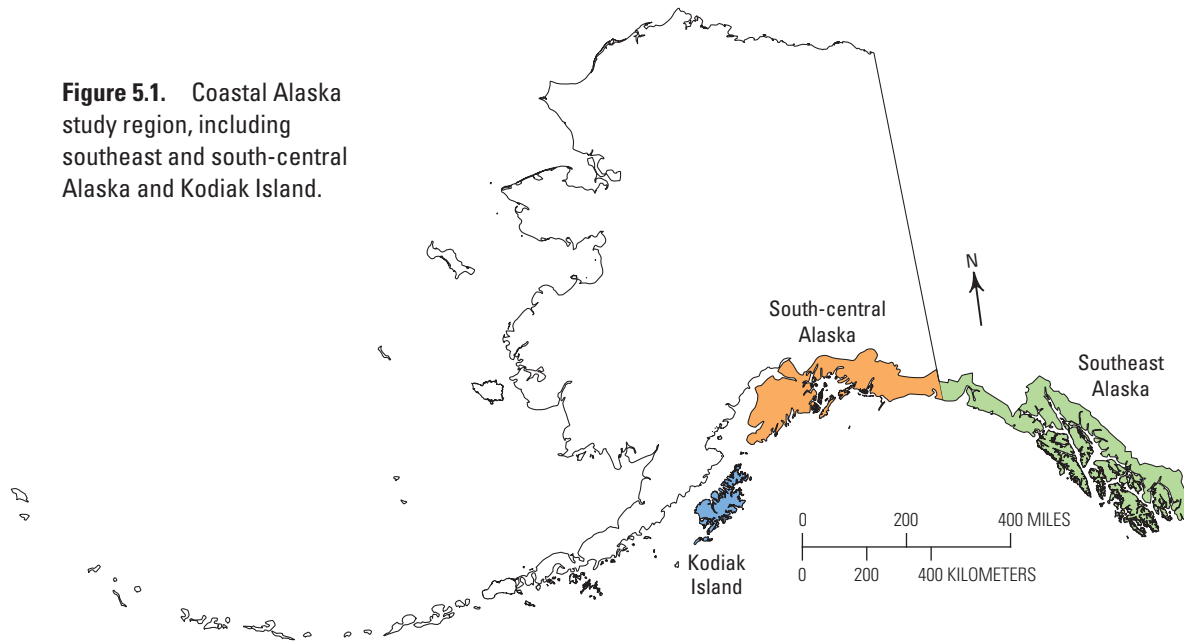 Figure 5.1. Coastal Alaska
study region, including
southeast and south-central
Alaska and Kodiak Island.
N
South-central
Alaska
Southeast
Alaska
Kodiak
Island
0 200 400 MILES
0 200 400 KILOMETERS